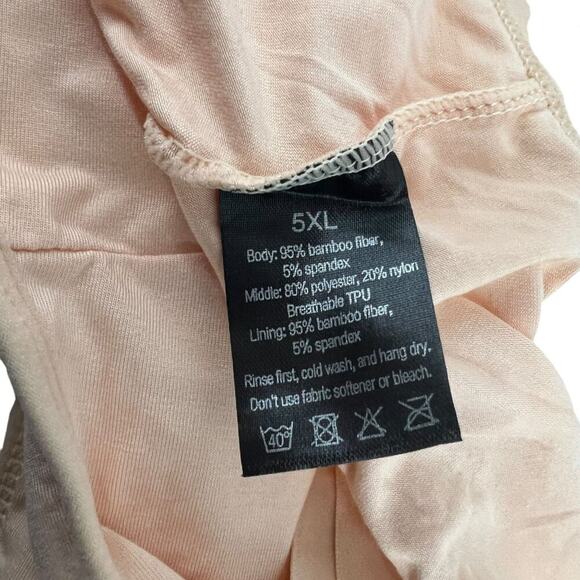 5XL
Body: 95% bamboo fiber,
5% spandex
Middle: 80% polyester, 20% nylon
Breathable TPU
Lining: 95% bamboo fiber,
5% spandex
Rinse first, cold wash, and hang dry.
Don't use fabric softener or bleach.
40°